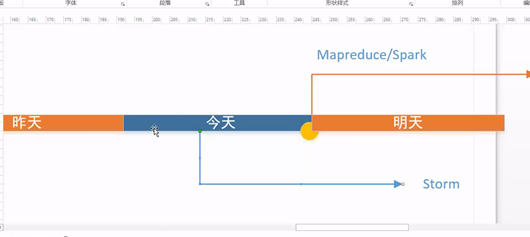 字体 段落 工具 形状样式 排列
Mapreduce/Spark
昨天 今天 明天
Storm